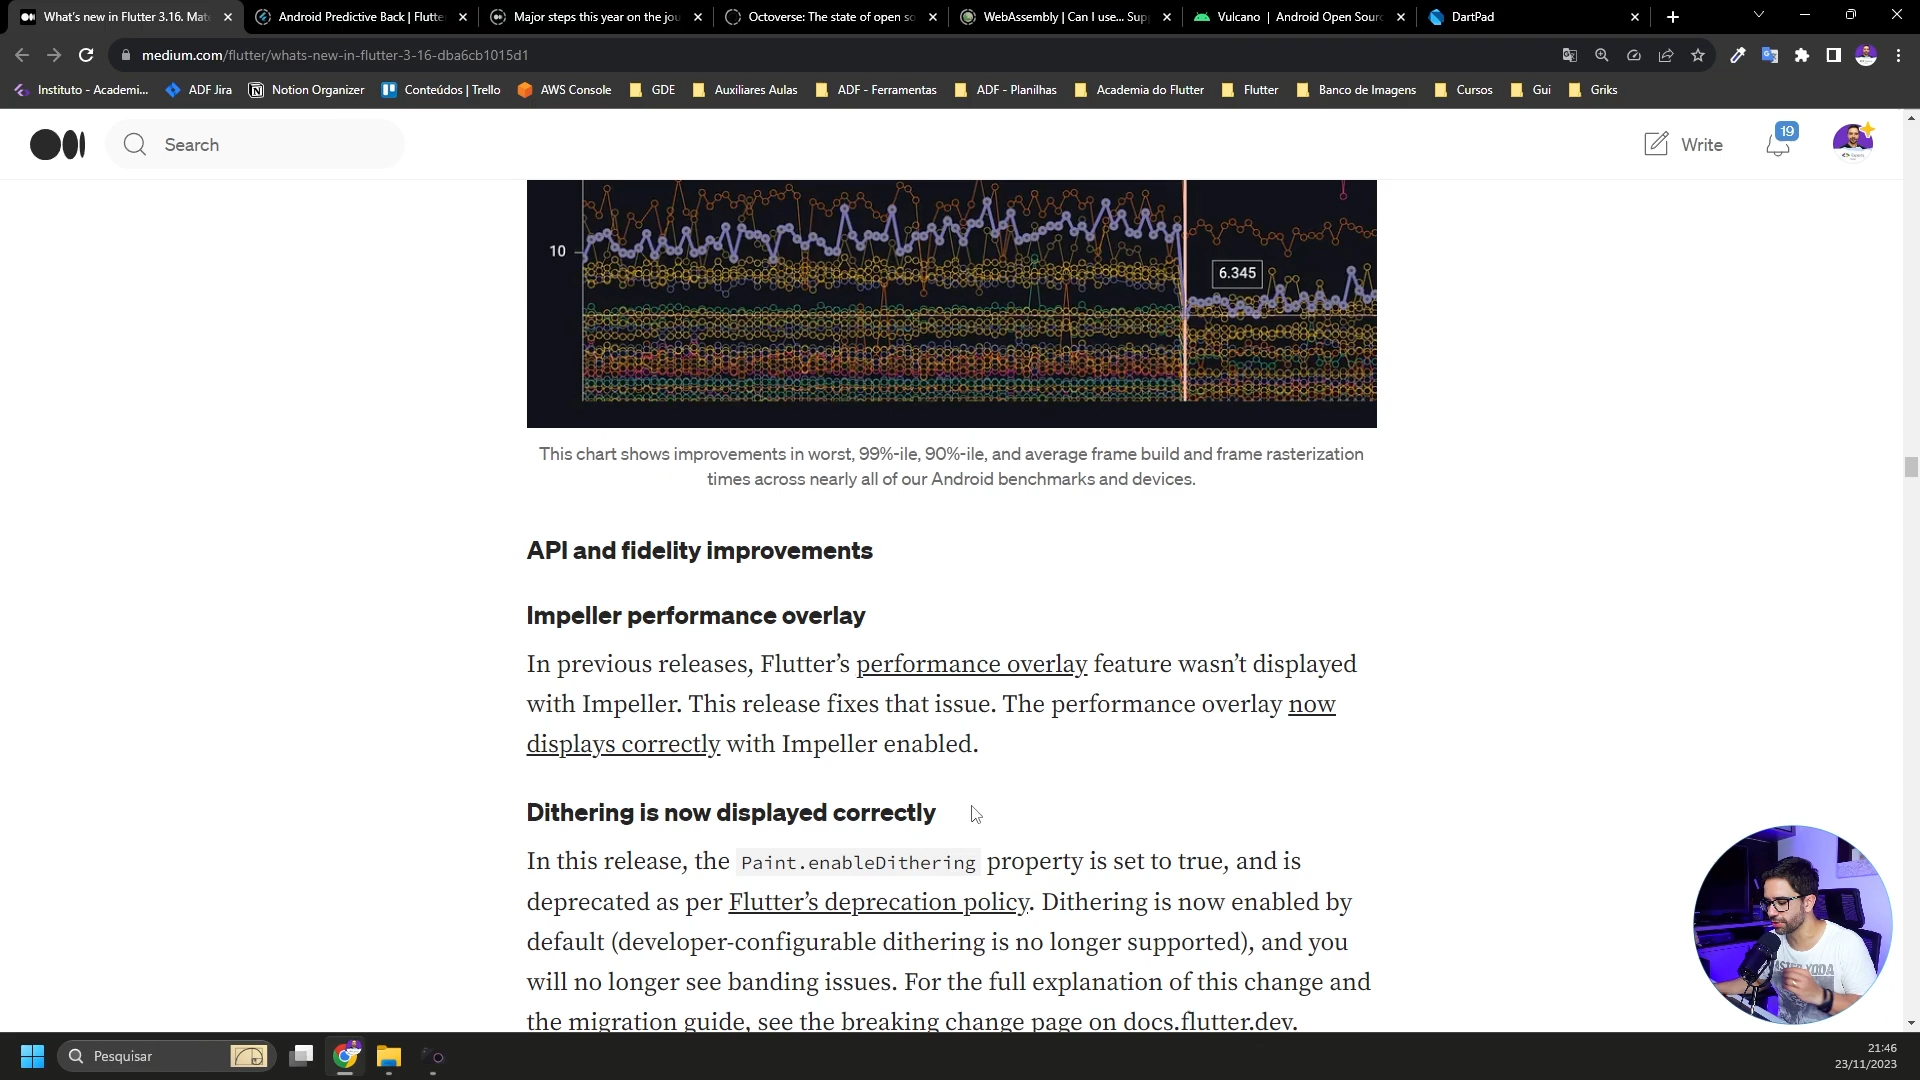 What's new in Flutter 3.16. Mat
Android Predictive Back | Flutte
Major steps this year on the jou
Octoverse: The state of open so
WebAssembly | Can I use... Sup
Vulcano | Android Open Sourc
DartPad
medium.com/flutter/whats-new-in-flutter-3-16-dba6cb1015d1
Instituto - Academi...
ADF Jira
Notion Organizer
Conteúdos | Trello
AWS Console
GDE
Auxiliares Aulas
ADF - Ferramentas
ADF - Planilhas
Academia do Flutter
Flutter
Banco de Imagens
Cursos
Gui
Griks
Search
Write
19
10
6.345
This chart shows improvements in worst, 99%-ile, 90%-ile, and average frame build and frame rasterization
times across nearly all of our Android benchmarks and devices.
API and fidelity improvements
Impeller performance overlay
In previous releases, Flutter’s performance overlay feature wasn’t displayed
with Impeller. This release fixes that issue. The performance overlay now
displays correctly with Impeller enabled.
Dithering is now displayed correctly
In this release, the Paint.enableDithering property is set to true, and is
deprecated as per Flutter’s deprecation policy. Dithering is now enabled by
default (developer-configurable dithering is no longer supported), and you
will no longer see banding issues. For the full explanation of this change and
the migration guide, see the breaking change page on docs.flutter.dev.
MASTER YODA
Pesquisar
21:46
23/11/2023